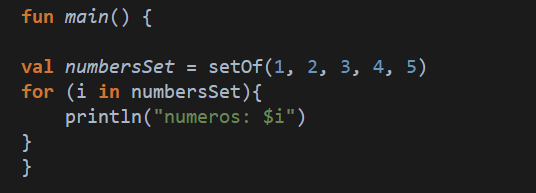 fun main() {
val numbersSet = setOf(1, 2, 3, 4, 5)
for (i in numbersSet){
    println("numeros: $i")
}
}